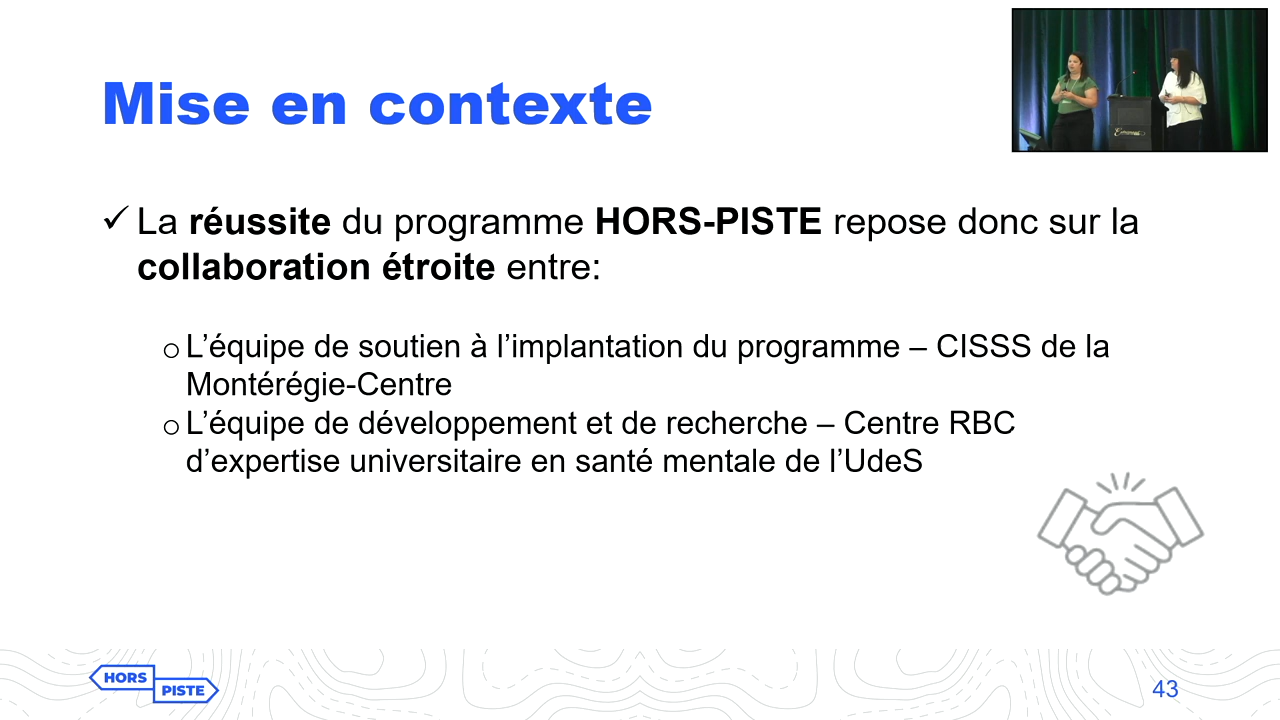 Mise en contexte
✓ La réussite du programme HORS-PISTE repose donc sur la
collaboration étroite entre:
o L’équipe de soutien à l’implantation du programme – CISSS de la
Montérégie-Centre
o L’équipe de développement et de recherche – Centre RBC
d’expertise universitaire en santé mentale de l’UdeS
HORS
PISTE
43